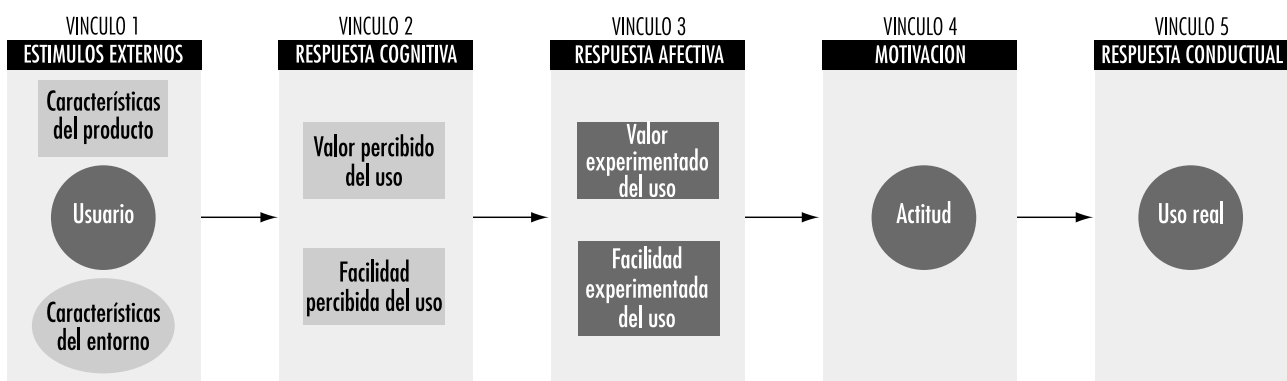 VINCULO 1
ESTIMULOS EXTERNOS
Características
del producto
Usuario
Características
del entorno
VINCULO 2
RESPUESTA COGNITIVA
Valor percibido
del uso
Facilidad
percibida del uso
VINCULO 3
RESPUESTA AFECTIVA
Valor
experimentado
del uso
Facilidad
experimentada
del uso
VINCULO 4
MOTIVACION
Actitud
VINCULO 5
RESPUESTA CONDUCTUAL
Uso real